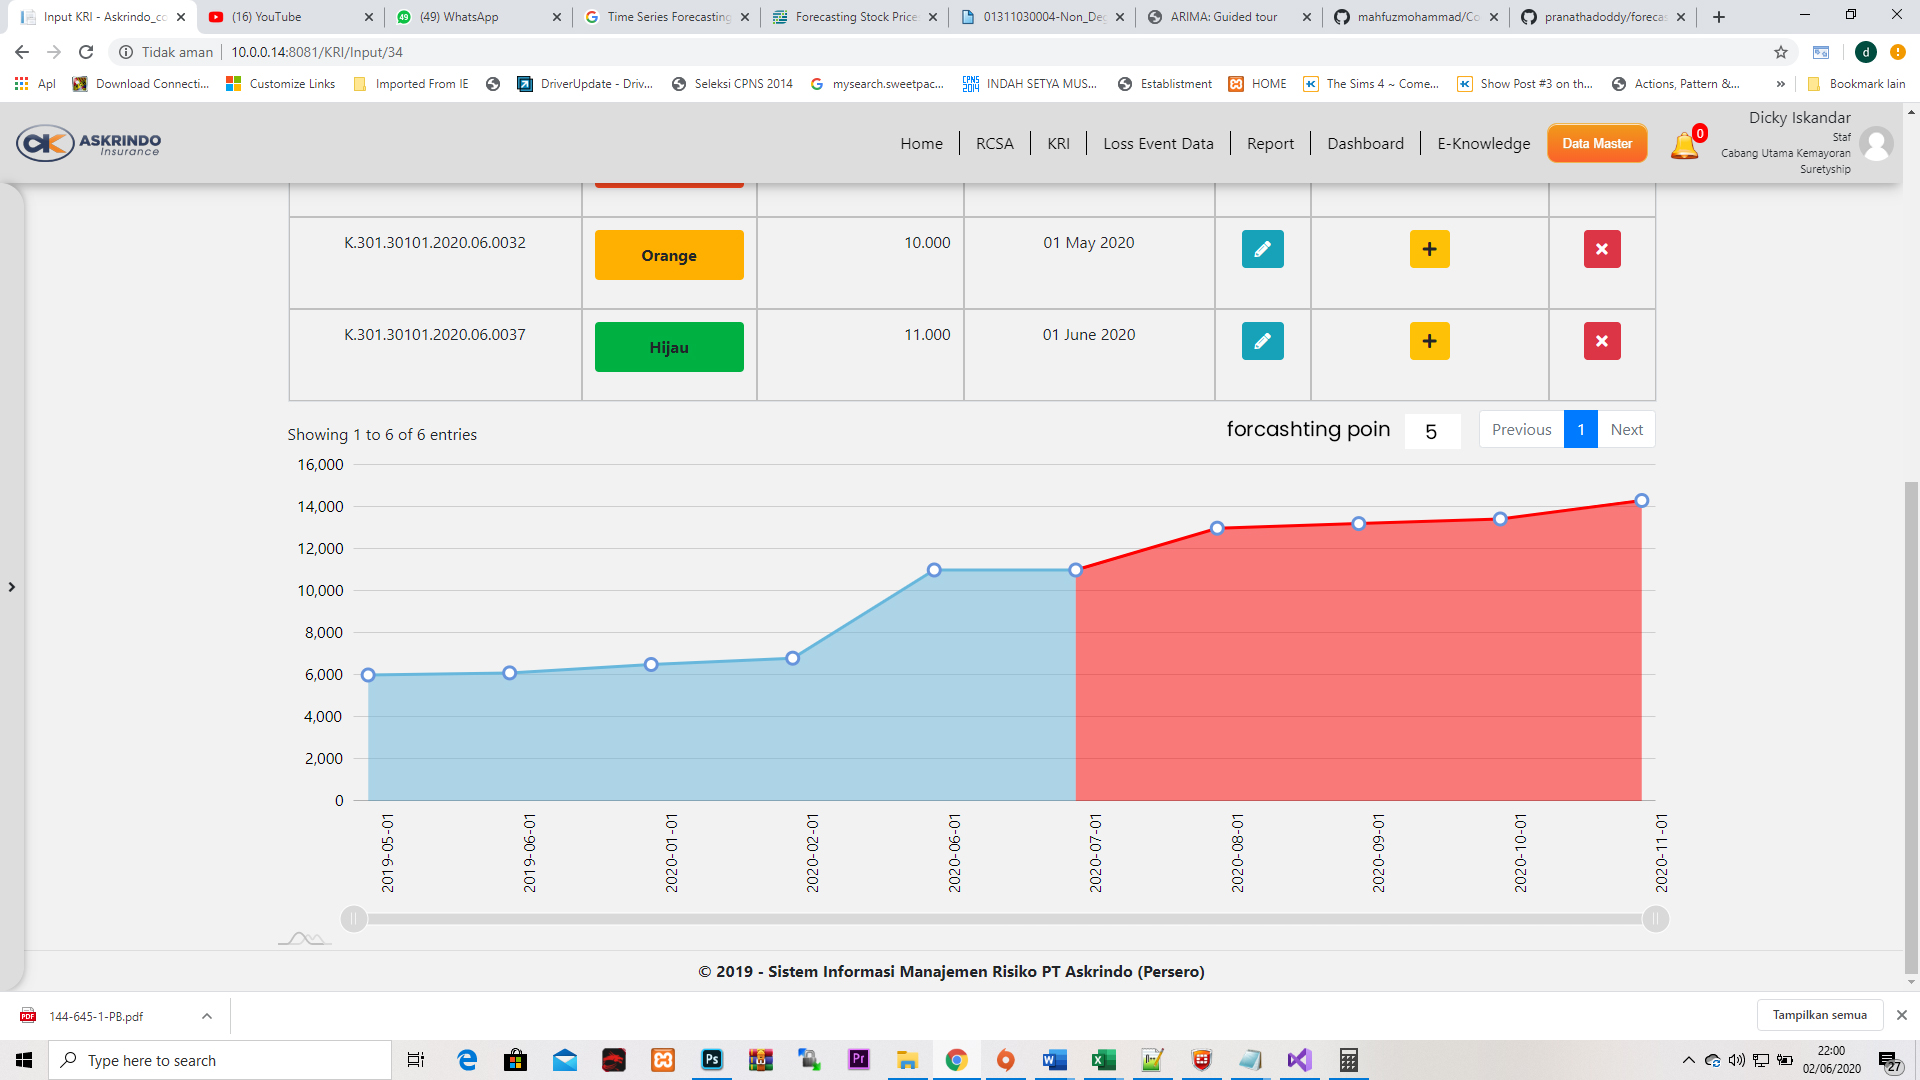 Input KRI - Askrindo_co
(16) YouTube
(49) WhatsApp
Time Series Forecasting
Forecasting Stock Price
01311030004-Non_Deg
ARIMA: Guided tour
mahfuzmohammad/Co
pranathadoddy/foreca
Tidak aman
10.0.0.14:8081/KRI/Input/34
d
Apl
Download Connecti...
Customize Links
Imported From IE
DriverUpdate - Driv...
Seleksi CPNS 2014
mysearch.sweetpac...
INDAH SETYA MUS...
Establistment
HOME
The Sims 4 ~ Come...
Show Post #3 on th...
Actions, Pattern &...
Bookmark lain
ASKRINDO
Insurance
Home
RCSA
KRI
Loss Event Data
Report
Dashboard
E-Knowledge
Data Master
0
Dicky Iskandar
Staf
Cabang Utama Kemayoran
Suretyship
K.301.30101.2020.06.0032
Orange
10.000
01 May 2020
K.301.30101.2020.06.0037
Hijau
11.000
01 June 2020
Showing 1 to 6 of 6 entries
forcashting poin
5
Previous
1
Next
16,000
14,000
12,000
10,000
8,000
6,000
4,000
2,000
0
2019-05-01
2019-06-01
2020-01-01
2020-02-01
2020-06-01
2020-07-01
2020-08-01
2020-09-01
2020-10-01
2020-11-01
© 2019 - Sistem Informasi Manajemen Risiko PT Askrindo (Persero)
144-645-1-PB.pdf
Tampilkan semua
Type here to search
22:00
02/06/2020
27